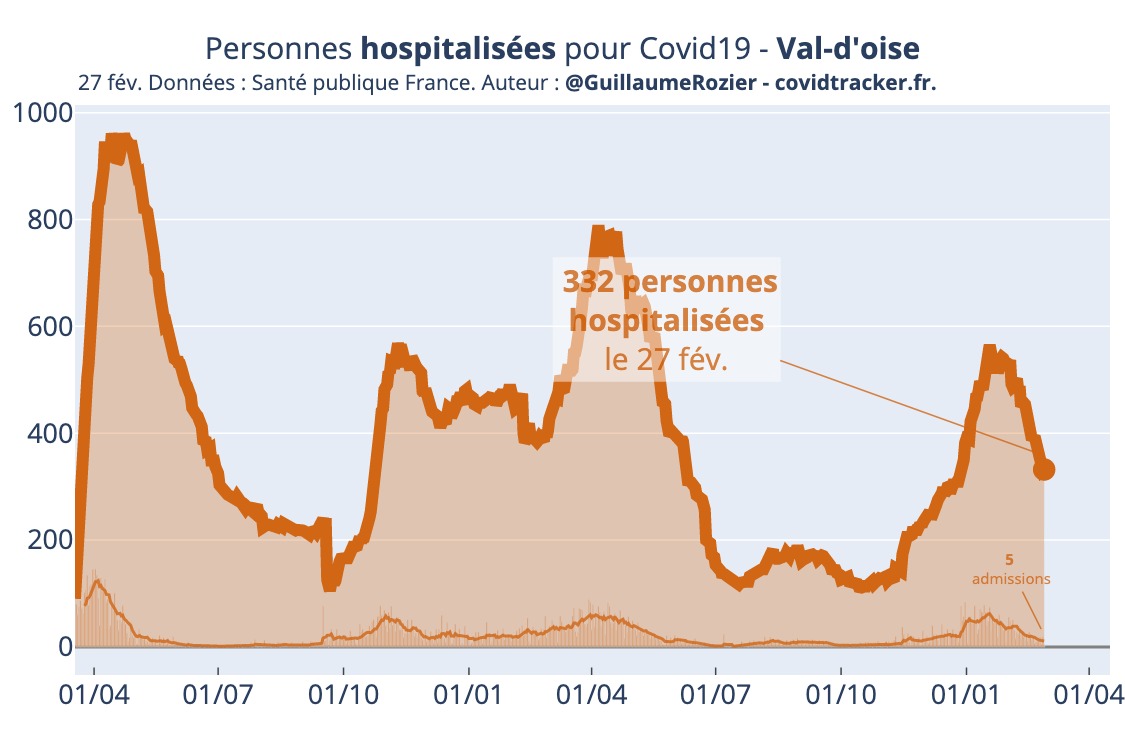 Personnes hospitalisées pour Covid19 - Val-d'oise
27 fév. Données : Santé publique France. Auteur : @GuillaumeRozier - covidtracker.fr.
1000
800
600
400
200
0
332 personnes
hospitalisées
le 27 fév.
5
admissions
01/04
01/07
01/10
01/01
01/04
01/07
01/10
01/01
01/04